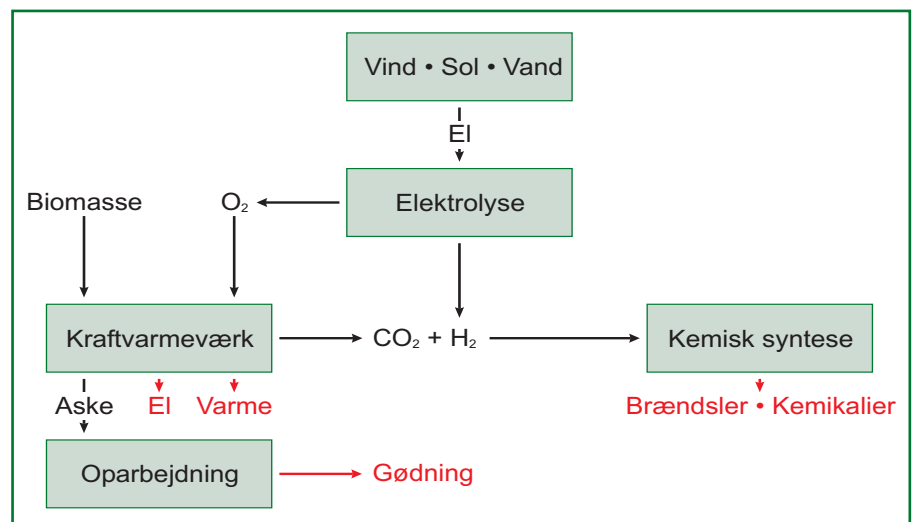 Vind • Sol • Vand
El
Biomasse
O₂
Elektrolyse
Kraftvarmeværk
CO₂ + H₂
Kemisk syntese
Aske
El
Varme
Brændsler • Kemikalier
Oparbejdning
Gødning